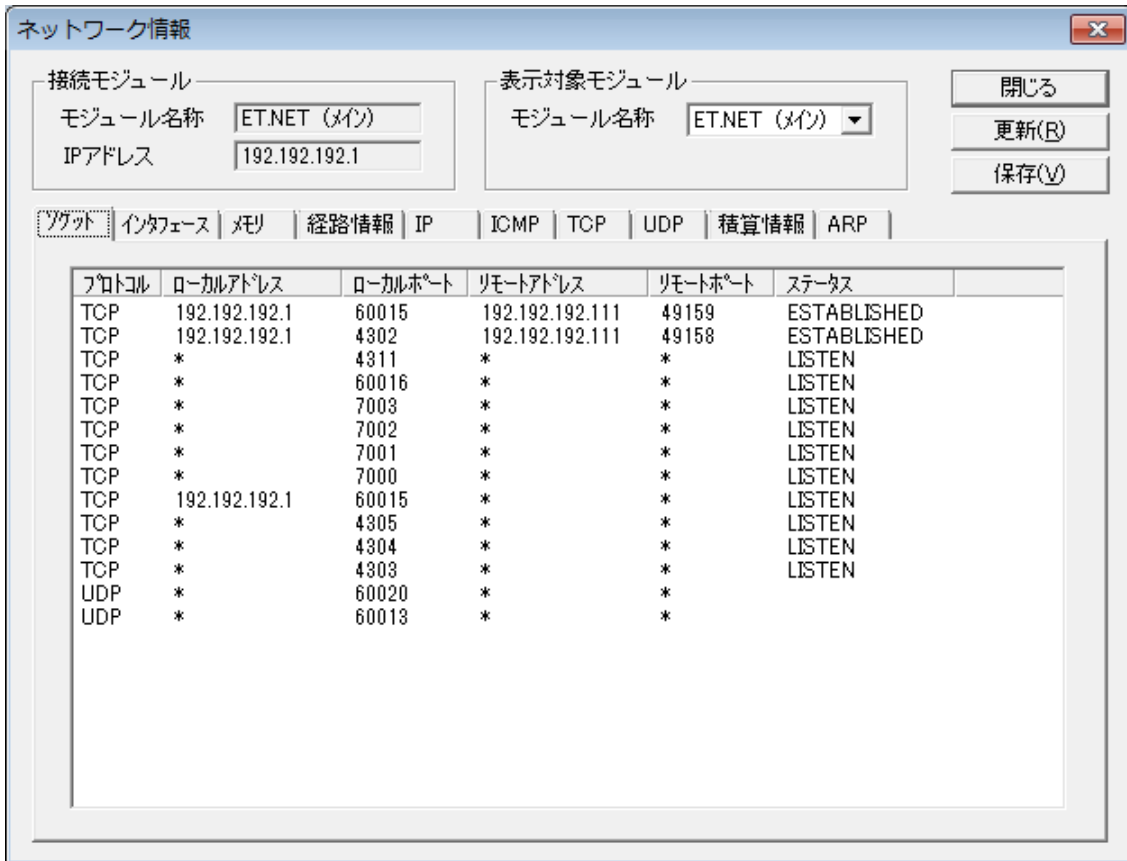 ネットワーク情報
接続モジュール
モジュール名称 ET.NET (メイン)
IPアドレス 192.192.192.1
表示対象モジュール
モジュール名称 ET.NET (メイン)
閉じる
更新(R)
保存(V)
ソケット インタフェース メモリ 経路情報 IP ICMP TCP UDP 積算情報 ARP
プロトコル ローカルアドレス ローカルポート リモートアドレス リモートポート ステータス
TCP 192.192.192.1 60015 192.192.192.111 49159 ESTABLISHED
TCP 192.192.192.1 4302 192.192.192.111 49158 ESTABLISHED
TCP * 4311 * * LISTEN
TCP * 60016 * * LISTEN
TCP * 7003 * * LISTEN
TCP * 7002 * * LISTEN
TCP * 7001 * * LISTEN
TCP * 7000 * * LISTEN
TCP 192.192.192.1 60015 * * LISTEN
TCP * 4305 * * LISTEN
TCP * 4304 * * LISTEN
TCP * 4303 * * LISTEN
UDP * 60020 * *
UDP * 60013 * *